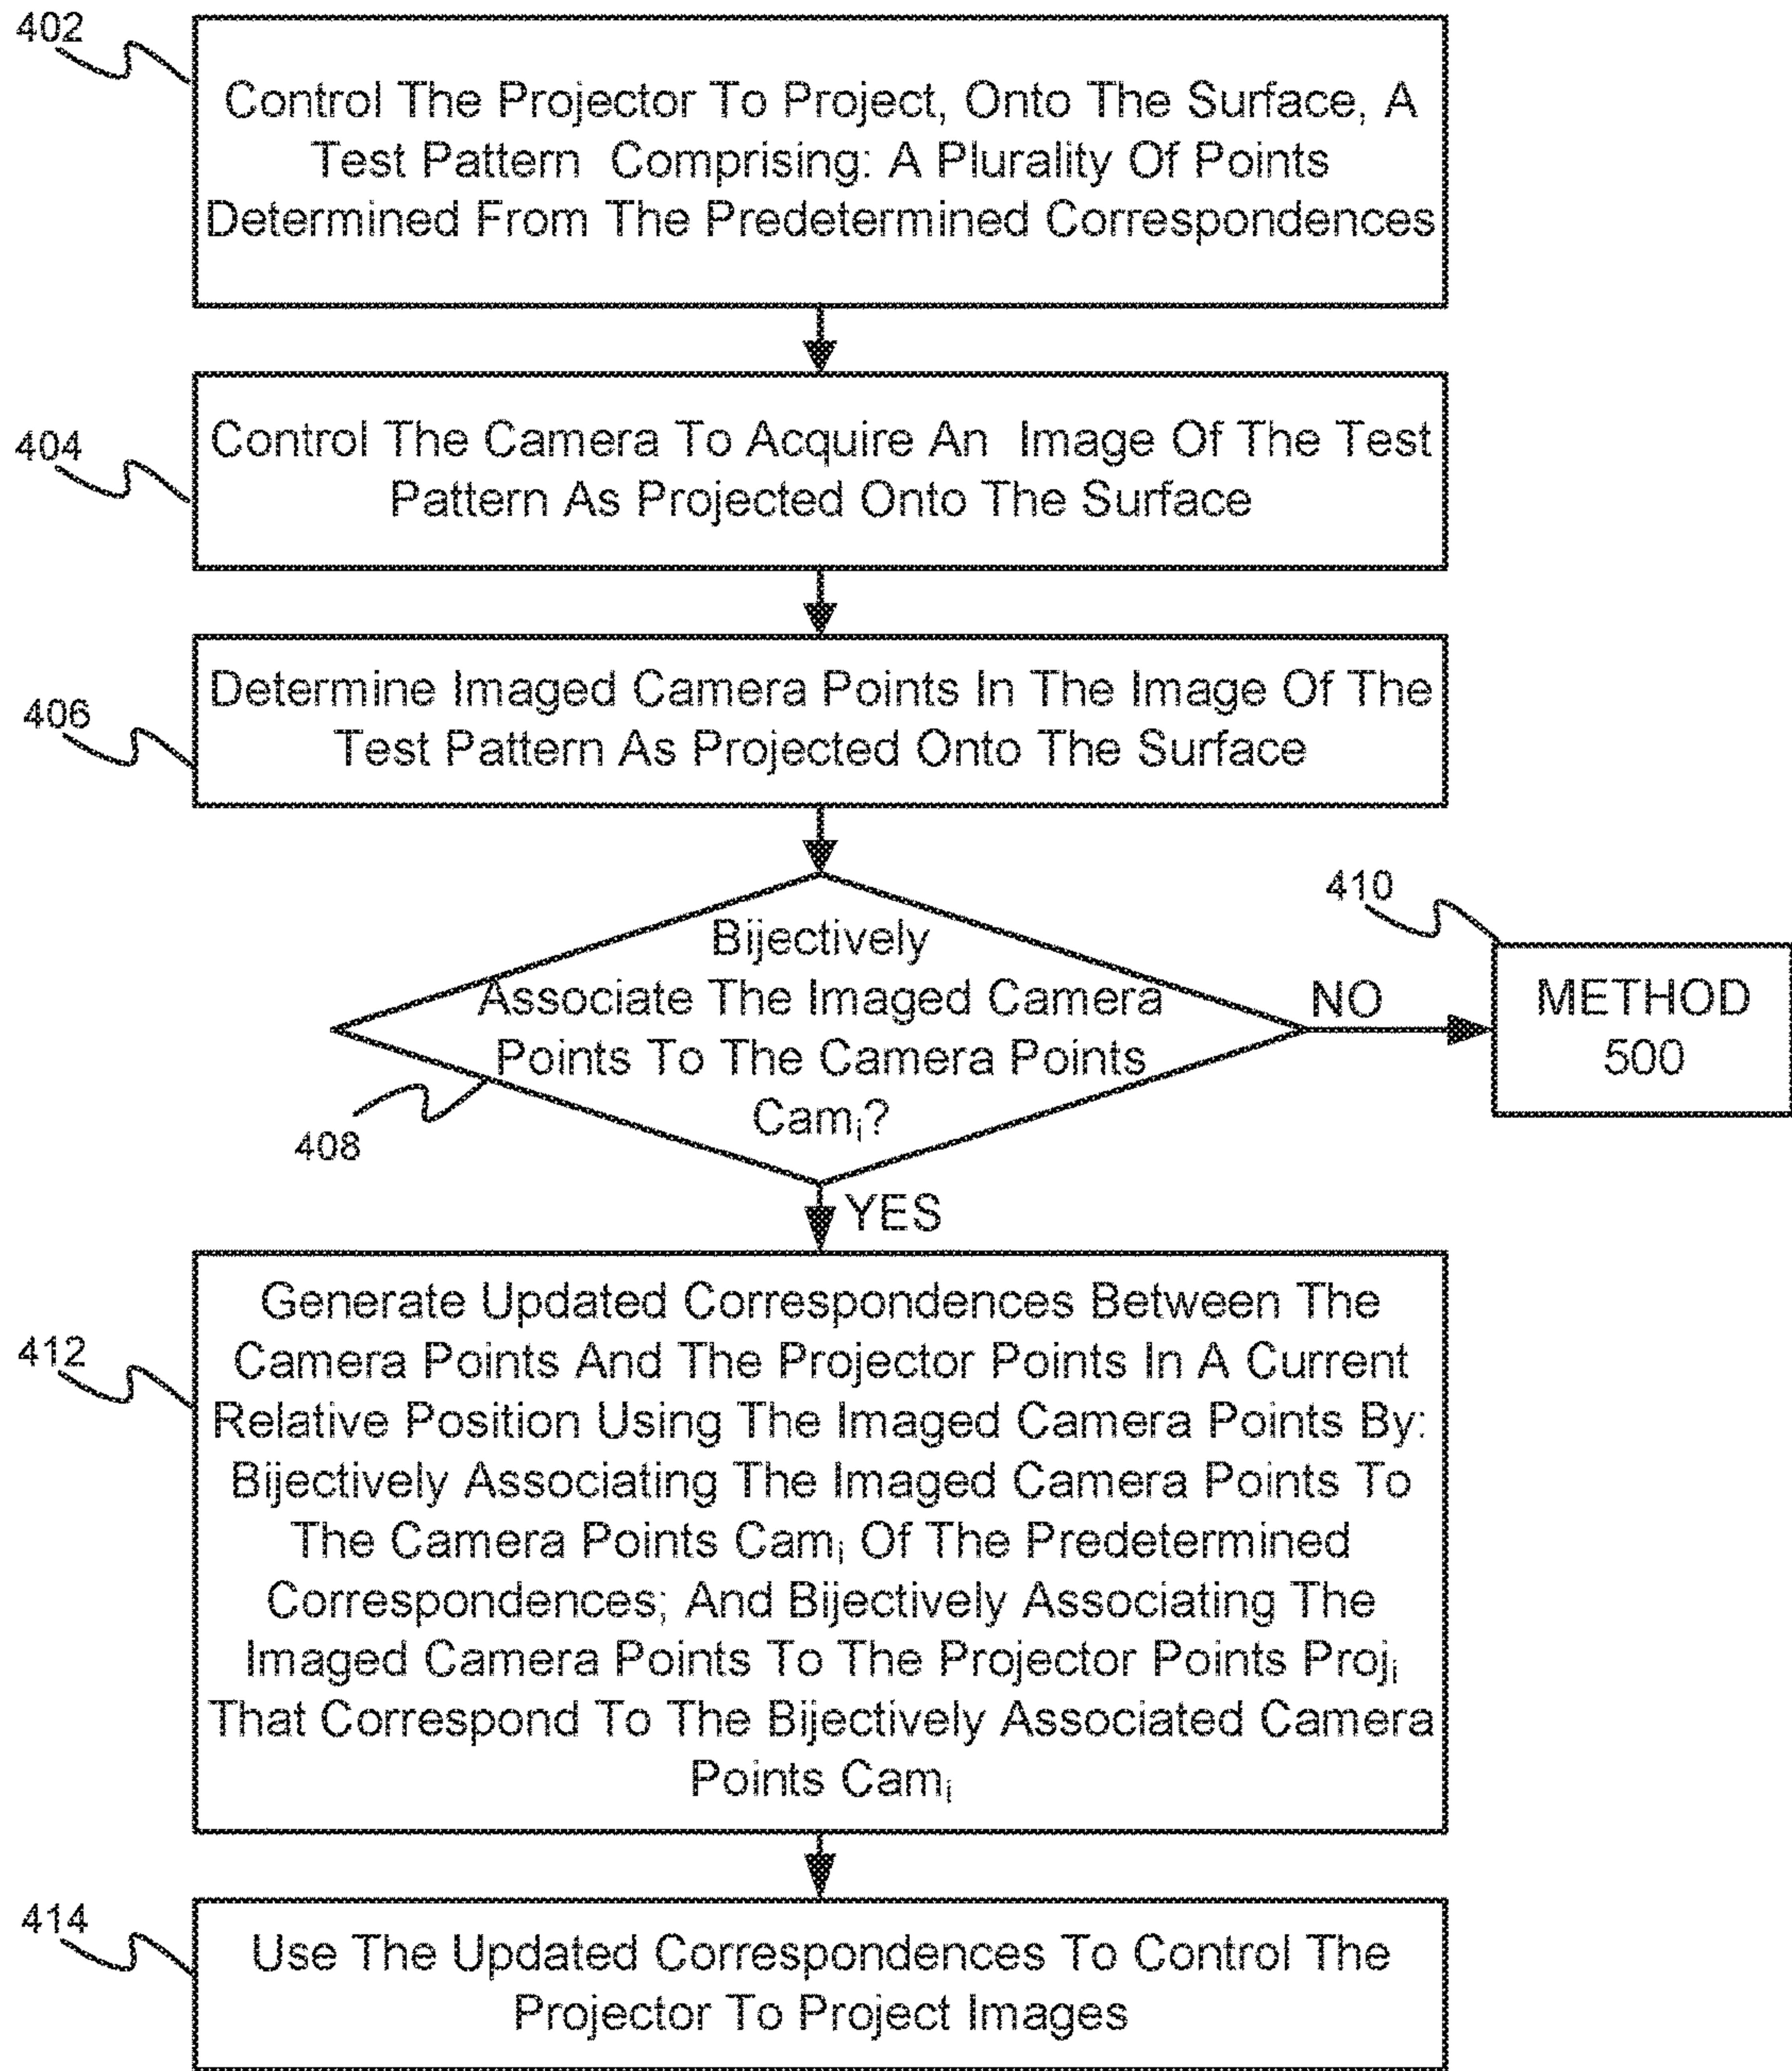 402
Control The Projector To Project, Onto The Surface, A
Test Pattern Comprising: A Plurality Of Points
Determined From The Predetermined Correspondences
404
Control The Camera To Acquire An Image Of The Test
Pattern As Projected Onto The Surface
406
Determine Imaged Camera Points In The Image Of The
Test Pattern As Projected Onto The Surface
408
Bijectively
Associate The Imaged Camera
Points To The Camera Points
Camᵢ?
NO
410
METHOD
500
YES
412
Generate Updated Correspondences Between The
Camera Points And The Projector Points In A Current
Relative Position Using The Imaged Camera Points By:
Bijectively Associating The Imaged Camera Points To
The Camera Points Camᵢ Of The Predetermined
Correspondences; And Bijectively Associating The
Imaged Camera Points To The Projector Points Projᵢ
That Correspond To The Bijectively Associated Camera
Points Camᵢ
414
Use The Updated Correspondences To Control The
Projector To Project Images